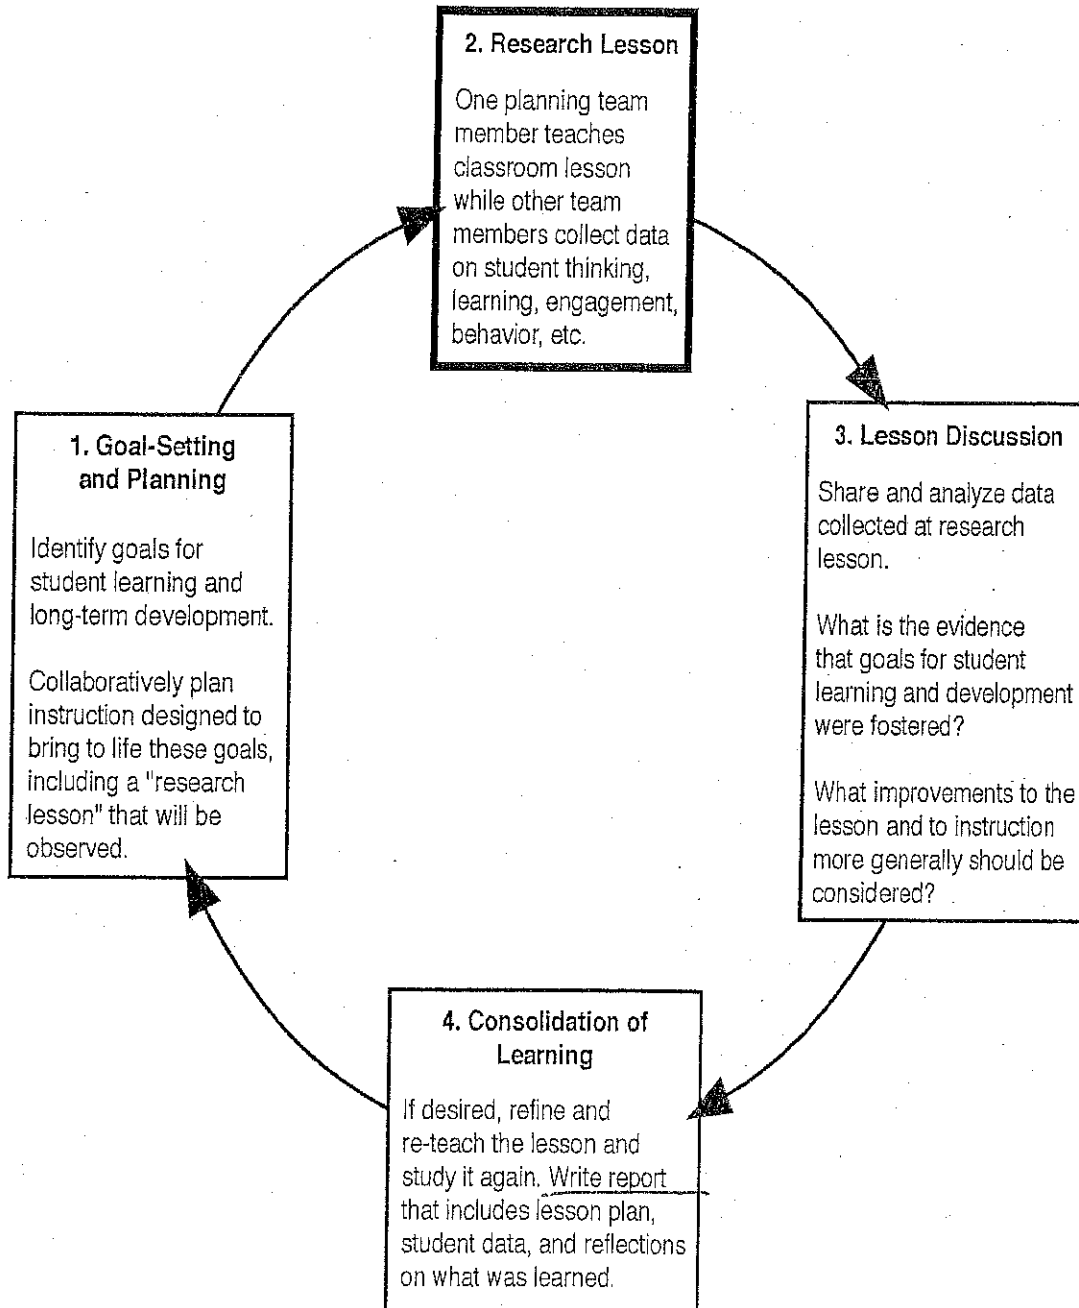 2. Research Lesson
One planning team
member teaches
classroom lesson
while other team
members collect data
on student thinking,
learning, engagement,
behavior, etc.
1. Goal-Setting
and Planning
Identify goals for
student learning and
long-term development.
Collaboratively plan
instruction designed to
bring to life these goals,
including a "research
lesson" that will be
observed.
3. Lesson Discussion
Share and analyze data
collected at research
lesson.
What is the evidence
that goals for student
learning and development
were fostered?
What improvements to the
lesson and to instruction
more generally should be
considered?
4. Consolidation of
Learning
If desired, refine and
re-teach the lesson and
study it again. Write report
that includes lesson plan,
student data, and reflections
on what was learned.